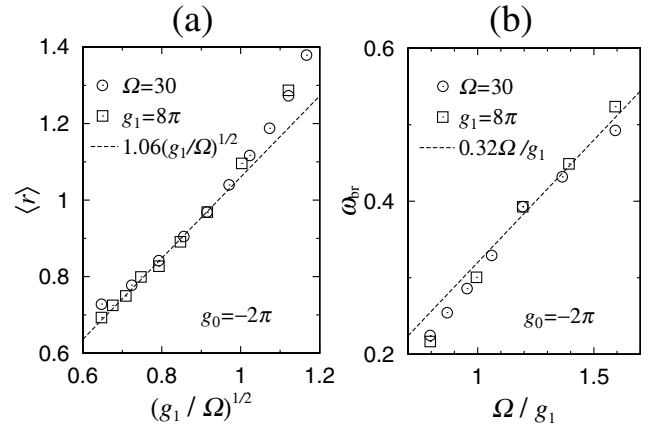 (a)
1.4
1.2
1
0.8
0.6
⟨r⟩
Ω=30
g₁=8π
1.06(g₁/Ω)^{1/2}
g₀=−2π
0.6 0.8 1 1.2
(g₁ / Ω)^{1/2}
(b)
0.6
0.4
0.2
ω_{br}
Ω=30
g₁=8π
0.32Ω/g₁
g₀=−2π
1 1.5
Ω / g₁